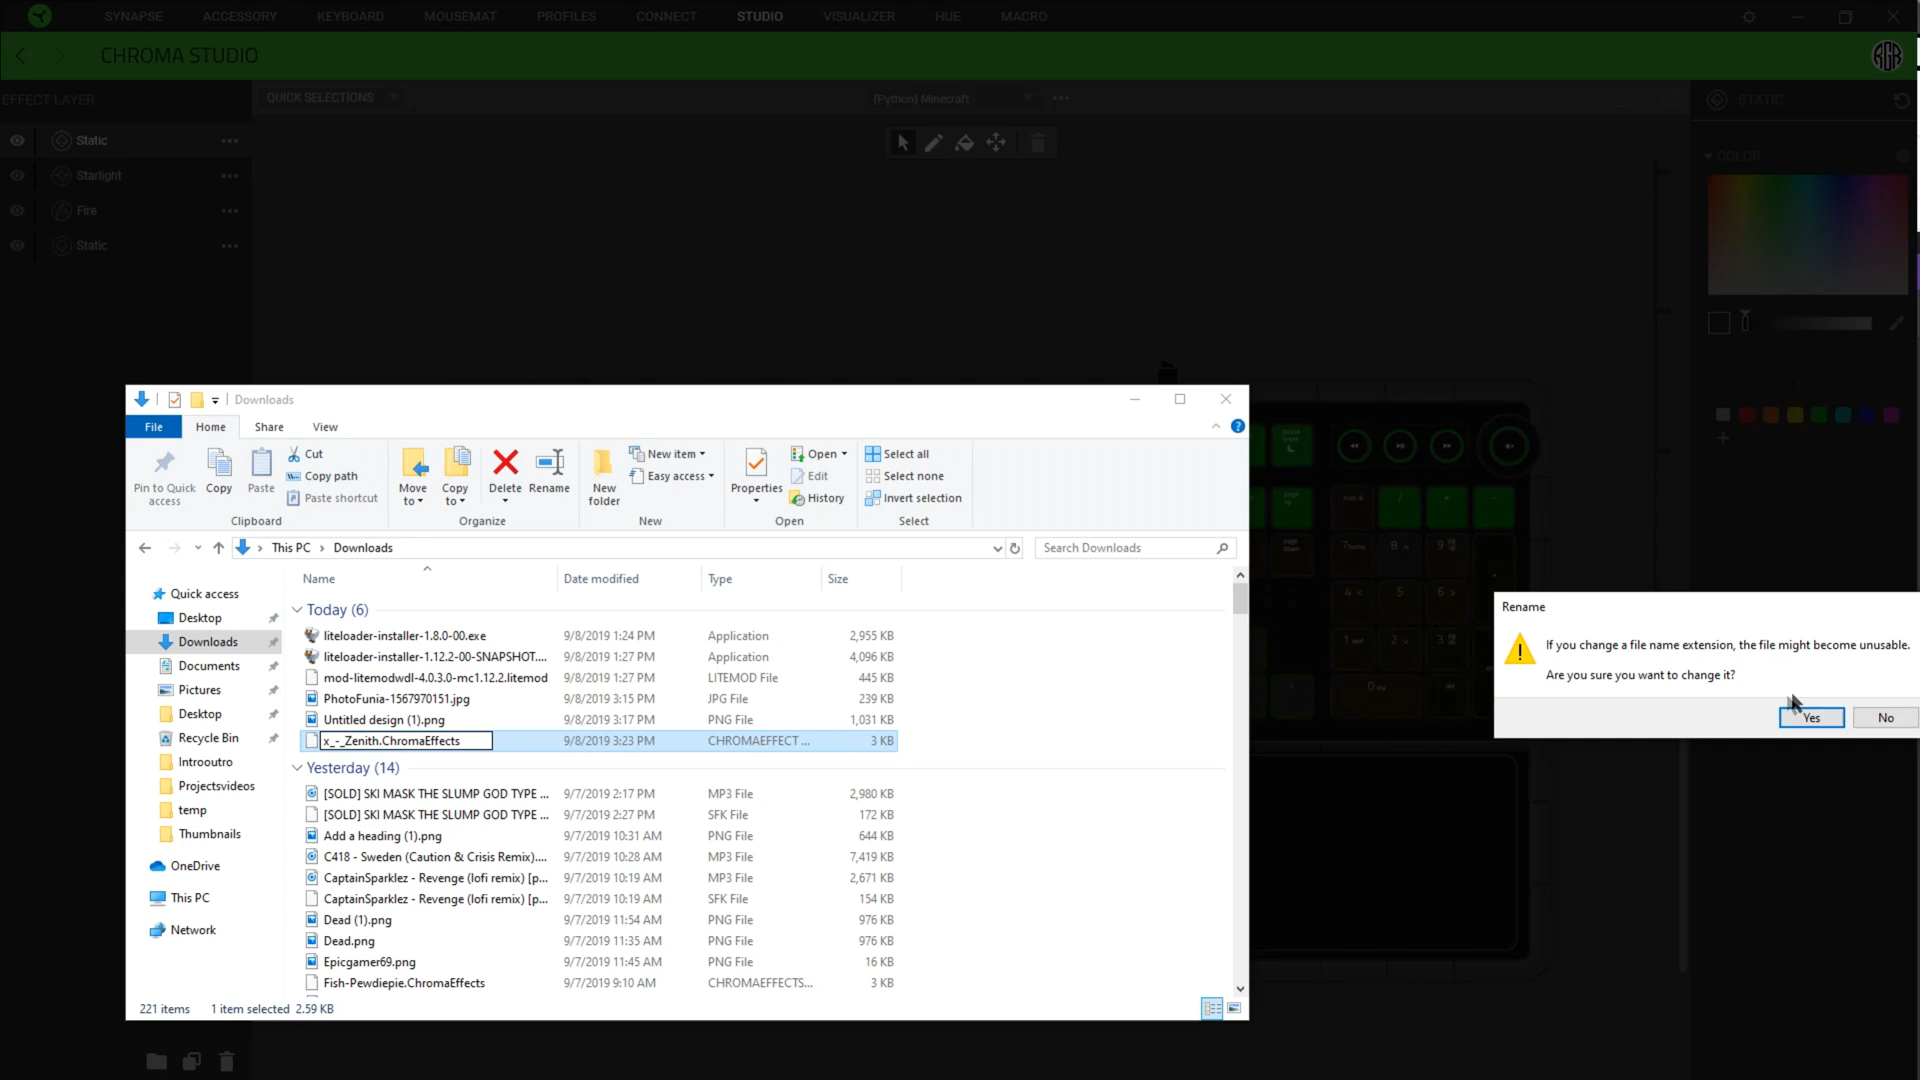 SYNAPSE ACCESSORY KEYBOARD MOUSEMAT PROFILES CONNECT STUDIO VISUALIZER HUE MACRO
CHROMA STUDIO
EFFECT LAYER
QUICK SELECTIONS
(Python) Minecraft
STATIC
Static
Starlight
Fire
Static
COLOR
Downloads
File Home Share View
Pin to Quick access
Copy
Paste
Cut
Copy path
Paste shortcut
Clipboard
Move to
Copy to
Delete
Rename
Organize
New folder
New item
Easy access
New
Properties
Open
Edit
History
Open
Select all
Select none
Invert selection
Select
This PC > Downloads
Search Downloads
Name Date modified Type Size
Quick access
Desktop
Downloads
Documents
Pictures
Desktop
Recycle Bin
Introoutro
Projectsvideos
temp
Thumbnails
OneDrive
This PC
Network
Today (6)
liteloader-installer-1.8.0-00.exe 9/8/2019 1:24 PM Application 2,955 KB
liteloader-installer-1.12.2-00-SNAPSHOT.... 9/8/2019 1:27 PM Application 4,096 KB
mod-litemodwdl-4.0.3.0-mc1.12.2.litemod 9/8/2019 1:27 PM LITEMOD File 445 KB
PhotoFunia-1567970151.jpg 9/8/2019 3:15 PM JPG File 239 KB
Untitled design (1).png 9/8/2019 3:17 PM PNG File 1,031 KB
x_-_Zenith.ChromaEffects 9/8/2019 3:23 PM CHROMAEFFECT ... 3 KB
Yesterday (14)
[SOLD] SKI MASK THE SLUMP GOD TYPE ... 9/7/2019 2:17 PM MP3 File 2,980 KB
[SOLD] SKI MASK THE SLUMP GOD TYPE ... 9/7/2019 2:27 PM SFK File 172 KB
Add a heading (1).png 9/7/2019 10:31 AM PNG File 644 KB
C418 - Sweden (Caution & Crisis Remix).... 9/7/2019 10:28 AM MP3 File 7,419 KB
CaptainSparklez - Revenge (lofi remix) [p... 9/7/2019 10:19 AM MP3 File 2,671 KB
CaptainSparklez - Revenge (lofi remix) [p... 9/7/2019 10:19 AM SFK File 154 KB
Dead (1).png 9/7/2019 11:54 AM PNG File 976 KB
Dead.png 9/7/2019 11:35 AM PNG File 976 KB
Epicgamer69.png 9/7/2019 11:45 AM PNG File 16 KB
Fish-Pewdiepie.ChromaEffects 9/7/2019 9:10 AM CHROMAEFFECTS... 3 KB
221 items 1 item selected 2.59 KB
Rename
If you change a file name extension, the file might become unusable.
Are you sure you want to change it?
Yes No